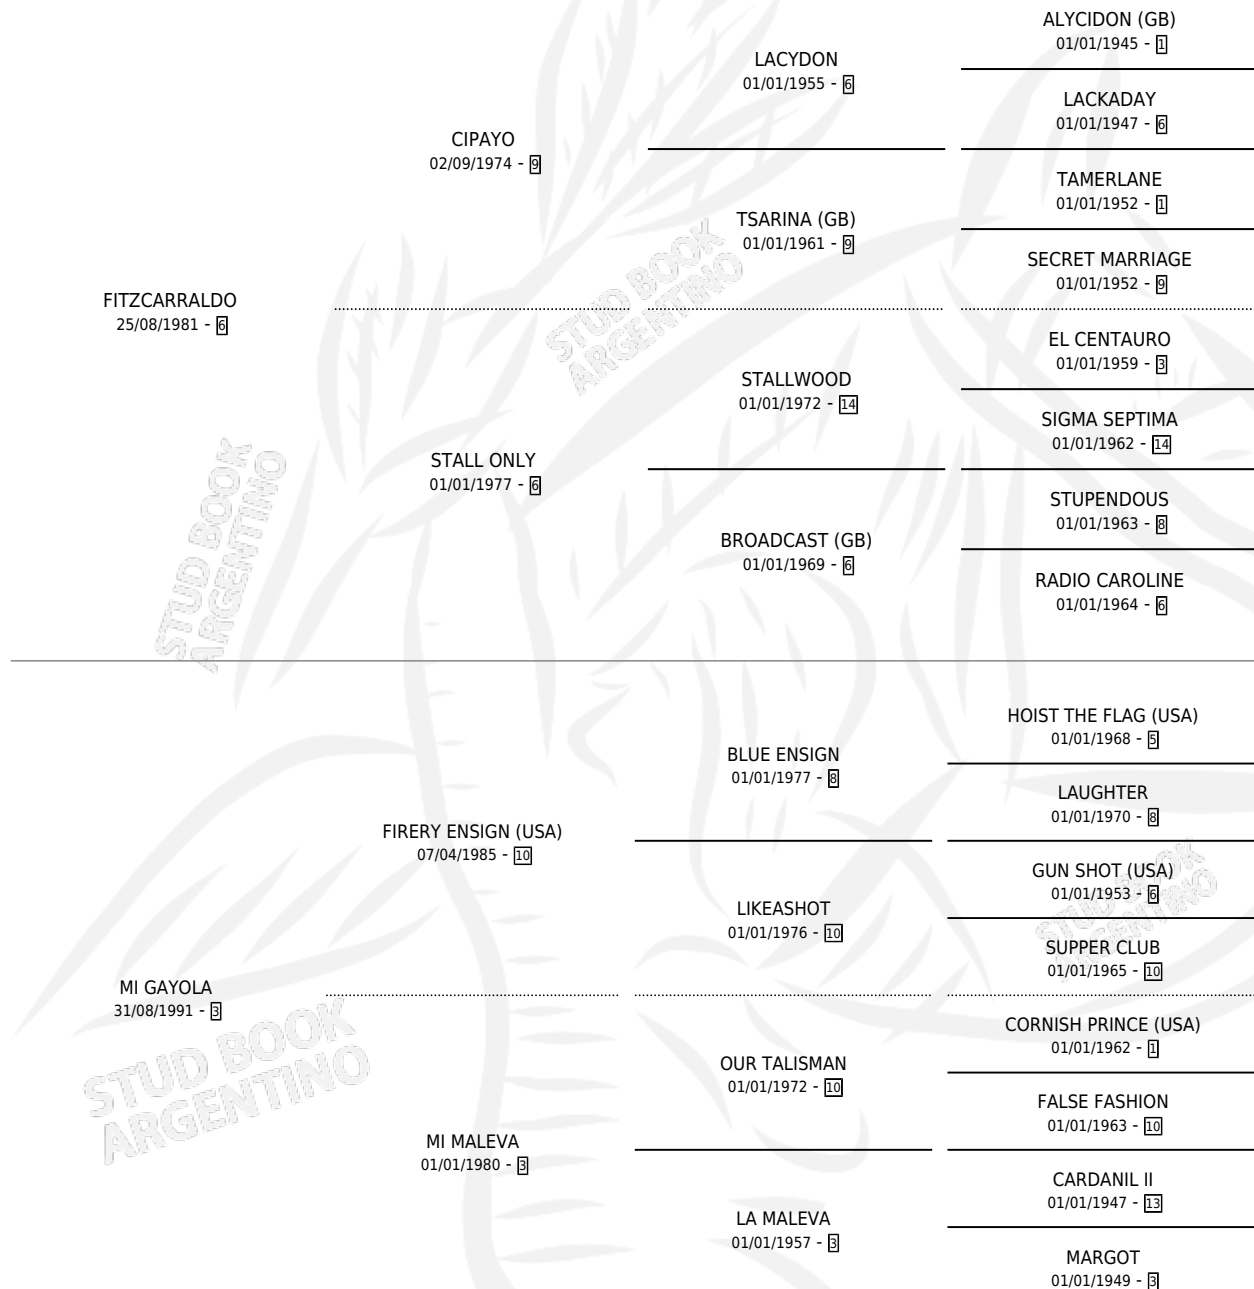 ALYCIDON (GB)
01/01/1945 - 1
LACYDON
01/01/1955 - 6
LACKADAY
01/01/1947 - 6
CIPAYO
02/09/1974 - 9
TAMERLANE
01/01/1952 - 1
TSARINA (GB)
01/01/1961 - 9
SECRET MARRIAGE
01/01/1952 - 9
FITZCARRALDO
25/08/1981 - 6
STUD BOOK
ARGENTINO
EL CENTAURO
01/01/1959 - 3
STALLWOOD
01/01/1972 - 14
SIGMA SEPTIMA
01/01/1962 - 14
STALL ONLY
01/01/1977 - 6
STUPENDOUS
01/01/1963 - 8
BROADCAST (GB)
01/01/1969 - 6
RADIO CAROLINE
01/01/1964 - 6
STUD BOOK
ARGENTINO
HOIST THE FLAG (USA)
01/01/1968 - 5
BLUE ENSIGN
01/01/1977 - 8
LAUGHTER
01/01/1970 - 8
FIRERY ENSIGN (USA)
07/04/1985 - 10
GUN SHOT (USA)
01/01/1953 - 6
LIKEASHOT
01/01/1976 - 10
SUPPER CLUB
01/01/1965 - 10
STUD BOOK
ARGENTINO
MI GAYOLA
31/08/1991 - 3
CORNISH PRINCE (USA)
01/01/1962 - 1
OUR TALISMAN
01/01/1972 - 10
FALSE FASHION
01/01/1963 - 10
STUD BOOK
ARGENTINO
MI MALEVA
01/01/1980 - 3
CARDANIL II
01/01/1947 - 13
LA MALEVA
01/01/1957 - 3
MARGOT
01/01/1949 - 3